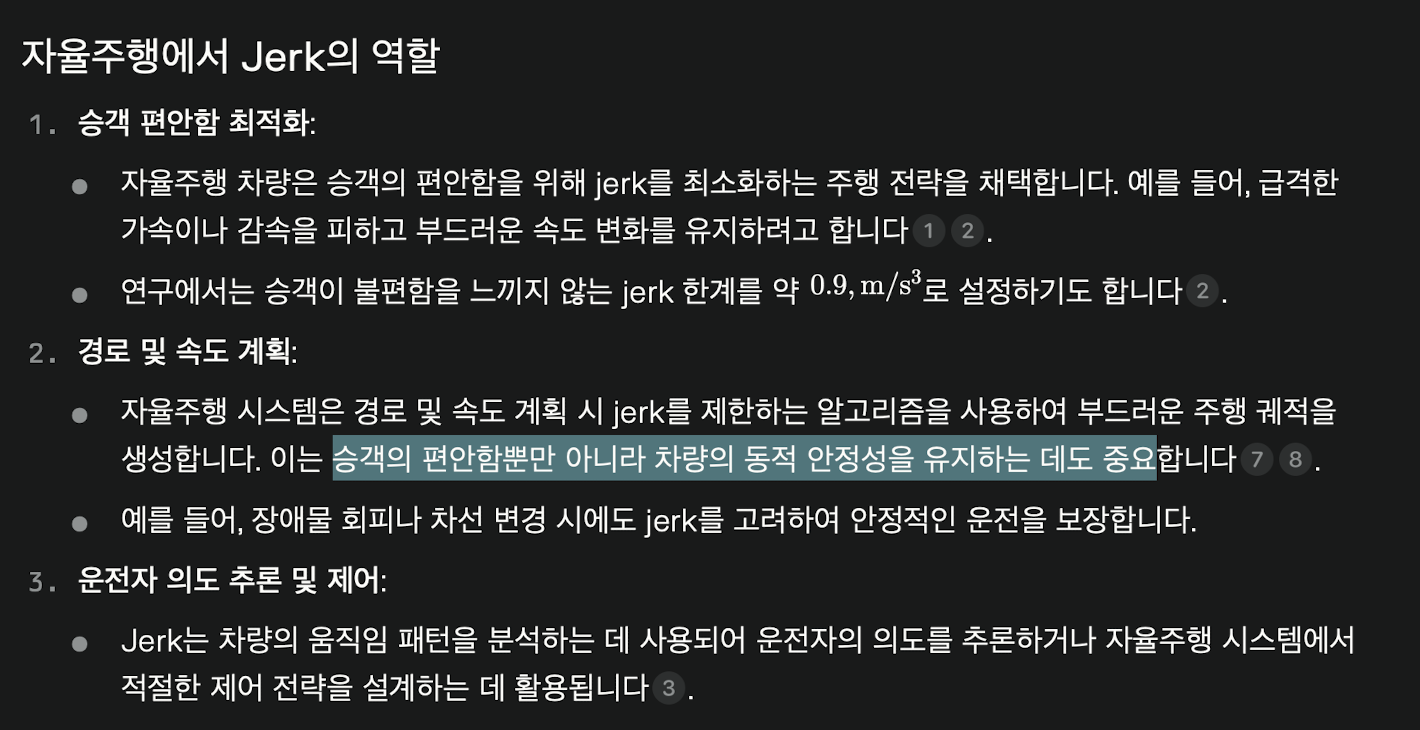 자율주행에서 Jerk의 역할
1. 승객 편안함 최적화:
● 자율주행 차량은 승객의 편안함을 위해 jerk를 최소화하는 주행 전략을 채택합니다. 예를 들어, 급격한
가속이나 감속을 피하고 부드러운 속도 변화를 유지하려고 합니다 1 2 .
● 연구에서는 승객이 불편함을 느끼지 않는 jerk 한계를 약 0.9, m/s³로 설정하기도 합니다 2 .
2. 경로 및 속도 계획:
● 자율주행 시스템은 경로 및 속도 계획 시 jerk를 제한하는 알고리즘을 사용하여 부드러운 주행 궤적을
생성합니다. 이는 승객의 편안함뿐만 아니라 차량의 동적 안정성을 유지하는 데도 중요합니다 7 8 .
● 예를 들어, 장애물 회피나 차선 변경 시에도 jerk를 고려하여 안정적인 운전을 보장합니다.
3. 운전자 의도 추론 및 제어:
● Jerk는 차량의 움직임 패턴을 분석하는 데 사용되어 운전자의 의도를 추론하거나 자율주행 시스템에서
적절한 제어 전략을 설계하는 데 활용됩니다 3 .